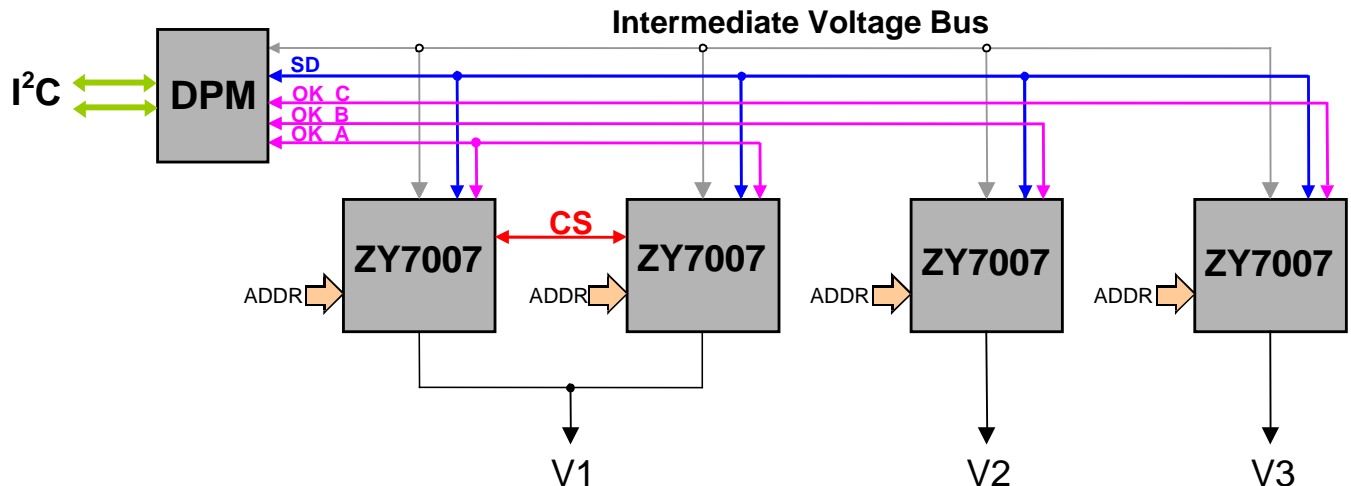 Intermediate Voltage Bus
I²C
DPM
SD
OK_C
OK_B
OK_A
ZY7007
CS
ZY7007
ZY7007
ZY7007
ADDR
ADDR
ADDR
ADDR
V1
V2
V3